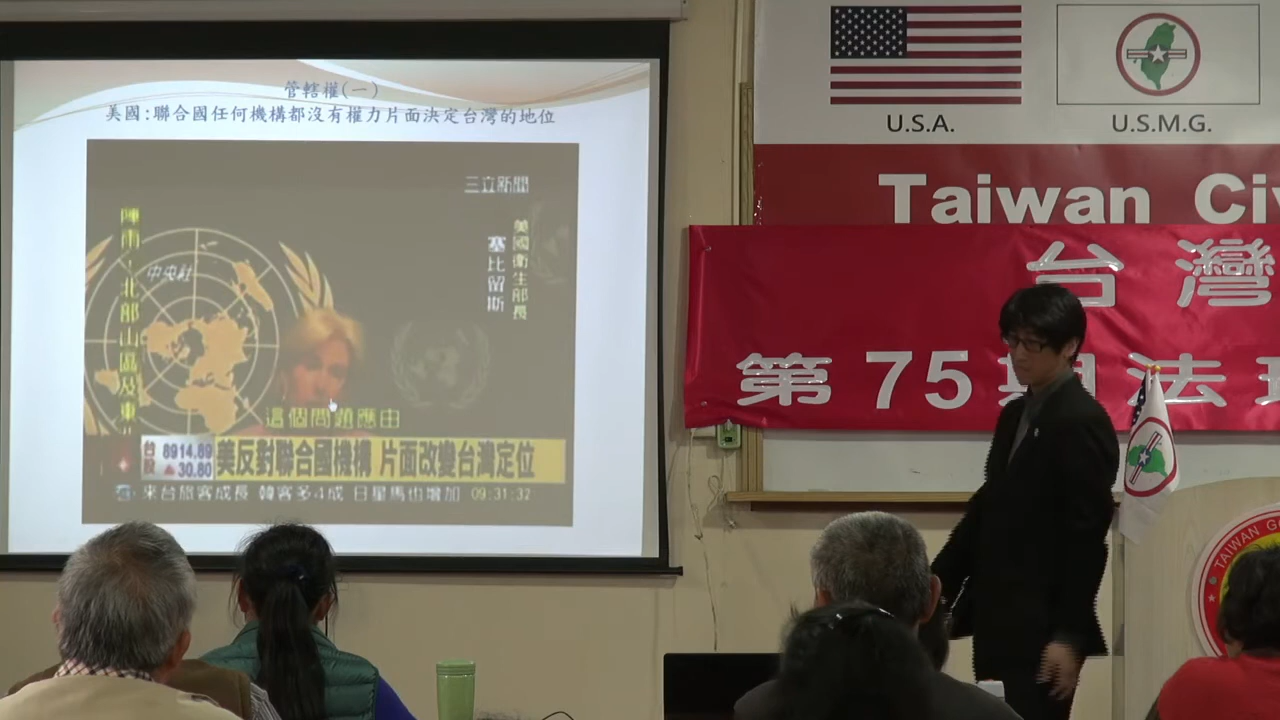 管轄權(一)
美國:聯合國任何機構都沒有權力片面決定台灣的地位
三立新聞
陣雨，北部山區及東
中央社
美國衛生部長
塞比留斯
這個問題應由
台股 8914.89
30.80
美反對聯合國機構 片面改變台灣定位
來台旅客成長 韓客多4成 日星馬也增加 09:31:32
U.S.A.
U.S.M.G.
Taiwan Civ
台灣
第75期法理
TAIWAN GO